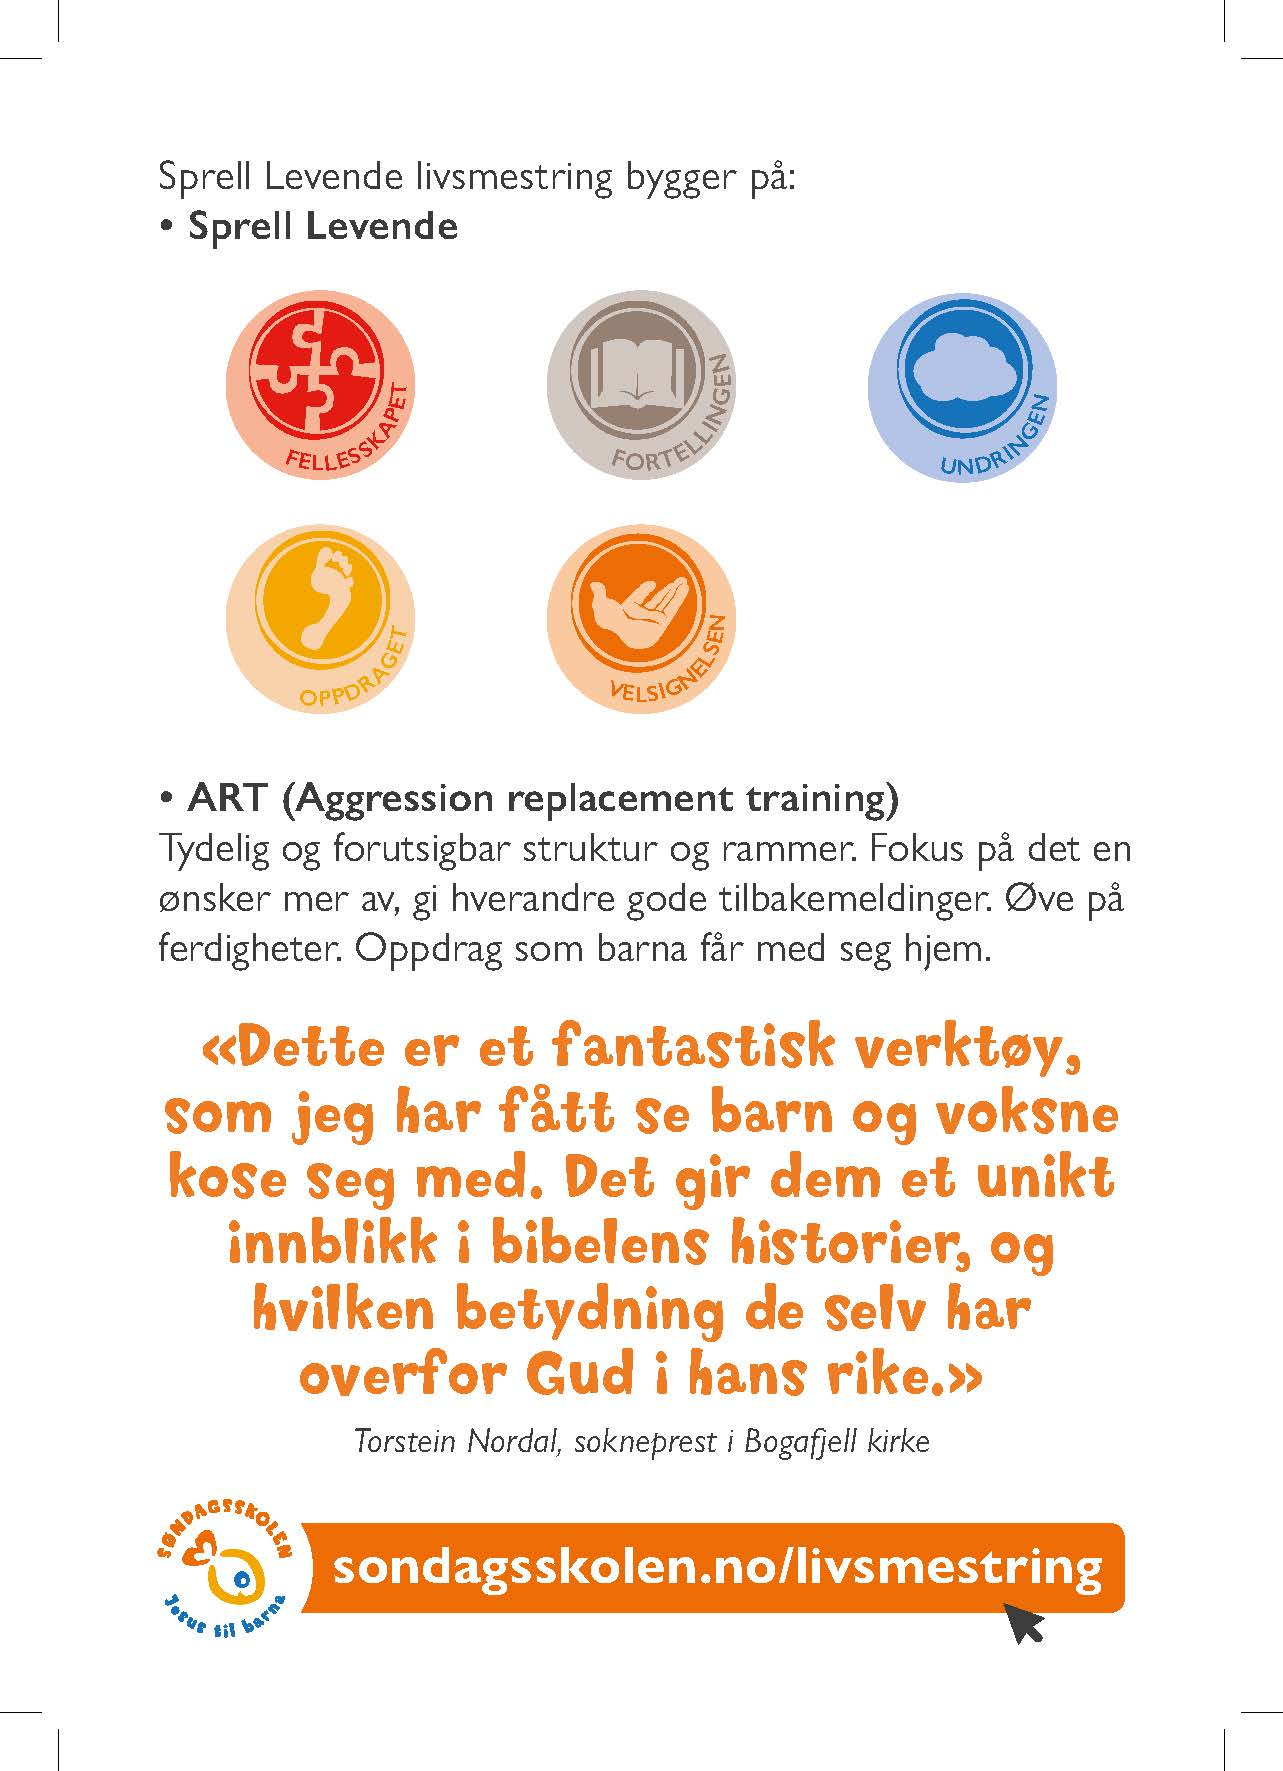 Sprell Levende livsmestring bygger på:
• Sprell Levende
FELLESSKAPET
FORTELLINGEN
UNDRINGEN
OPPDRAGET
VELSIGNELSEN
• ART (Aggression replacement training)
Tydelig og forutsigbar struktur og rammer. Fokus på det en
ønsker mer av, gi hverandre gode tilbakemeldinger. Øve på
ferdigheter. Oppdrag som barna får med seg hjem.
«Dette er et fantastisk verktøy,
som jeg har fått se barn og voksne
kose seg med. Det gir dem et unikt
innblikk i bibelens historier, og
hvilken betydning de selv har
overfor Gud i hans rike.»
Torstein Nordal, sokneprest i Bogafjell kirke
SØNDAGSSKOLEN
Jesus til barna
sondagsskolen.no/livsmestring